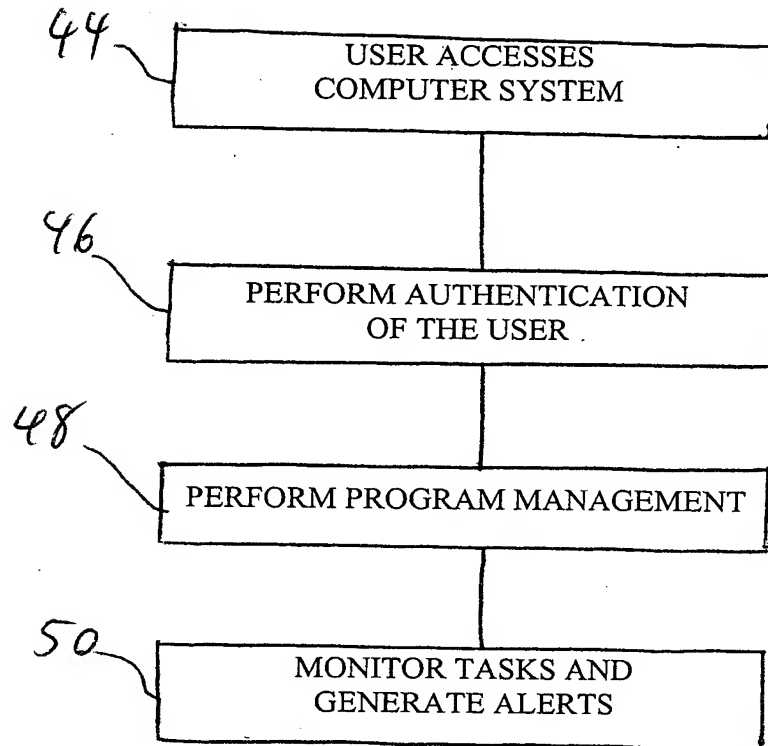 44
USER ACCESSES
COMPUTER SYSTEM
46
PERFORM AUTHENTICATION
OF THE USER
48
PERFORM PROGRAM MANAGEMENT
50
MONITOR TASKS AND
GENERATE ALERTS